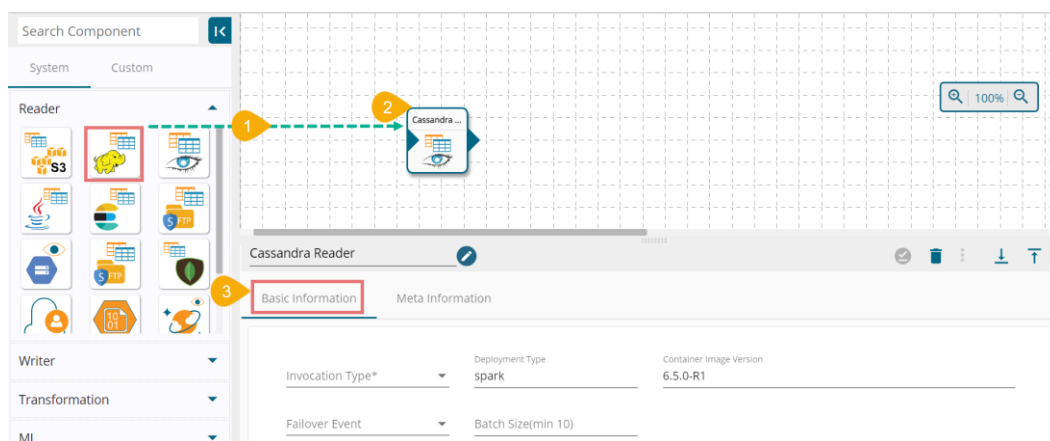 Search Component
System Custom
Reader
S3
S FTP
S FTP
10
01
Writer
Transformation
ML
1
2
Cassandra ...
100%
Cassandra Reader
3
Basic Information Meta Information
Deployment Type Container Image Version
Invocation Type* spark 6.5.0-R1
Failover Event Batch Size(min 10)